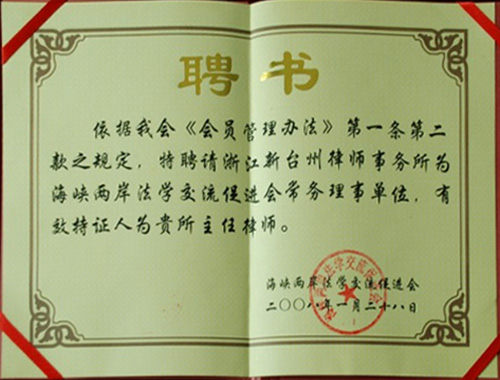 聘书
依据我会《会员管理办法》第一条第二
款之规定，特聘请浙江新台州律师事务所为
海峡两岸法学交流促进会常务理事单位，有
效持证人为贵所主任律师。
海峡两岸法学交流促进会
二〇〇八年一月二十八日